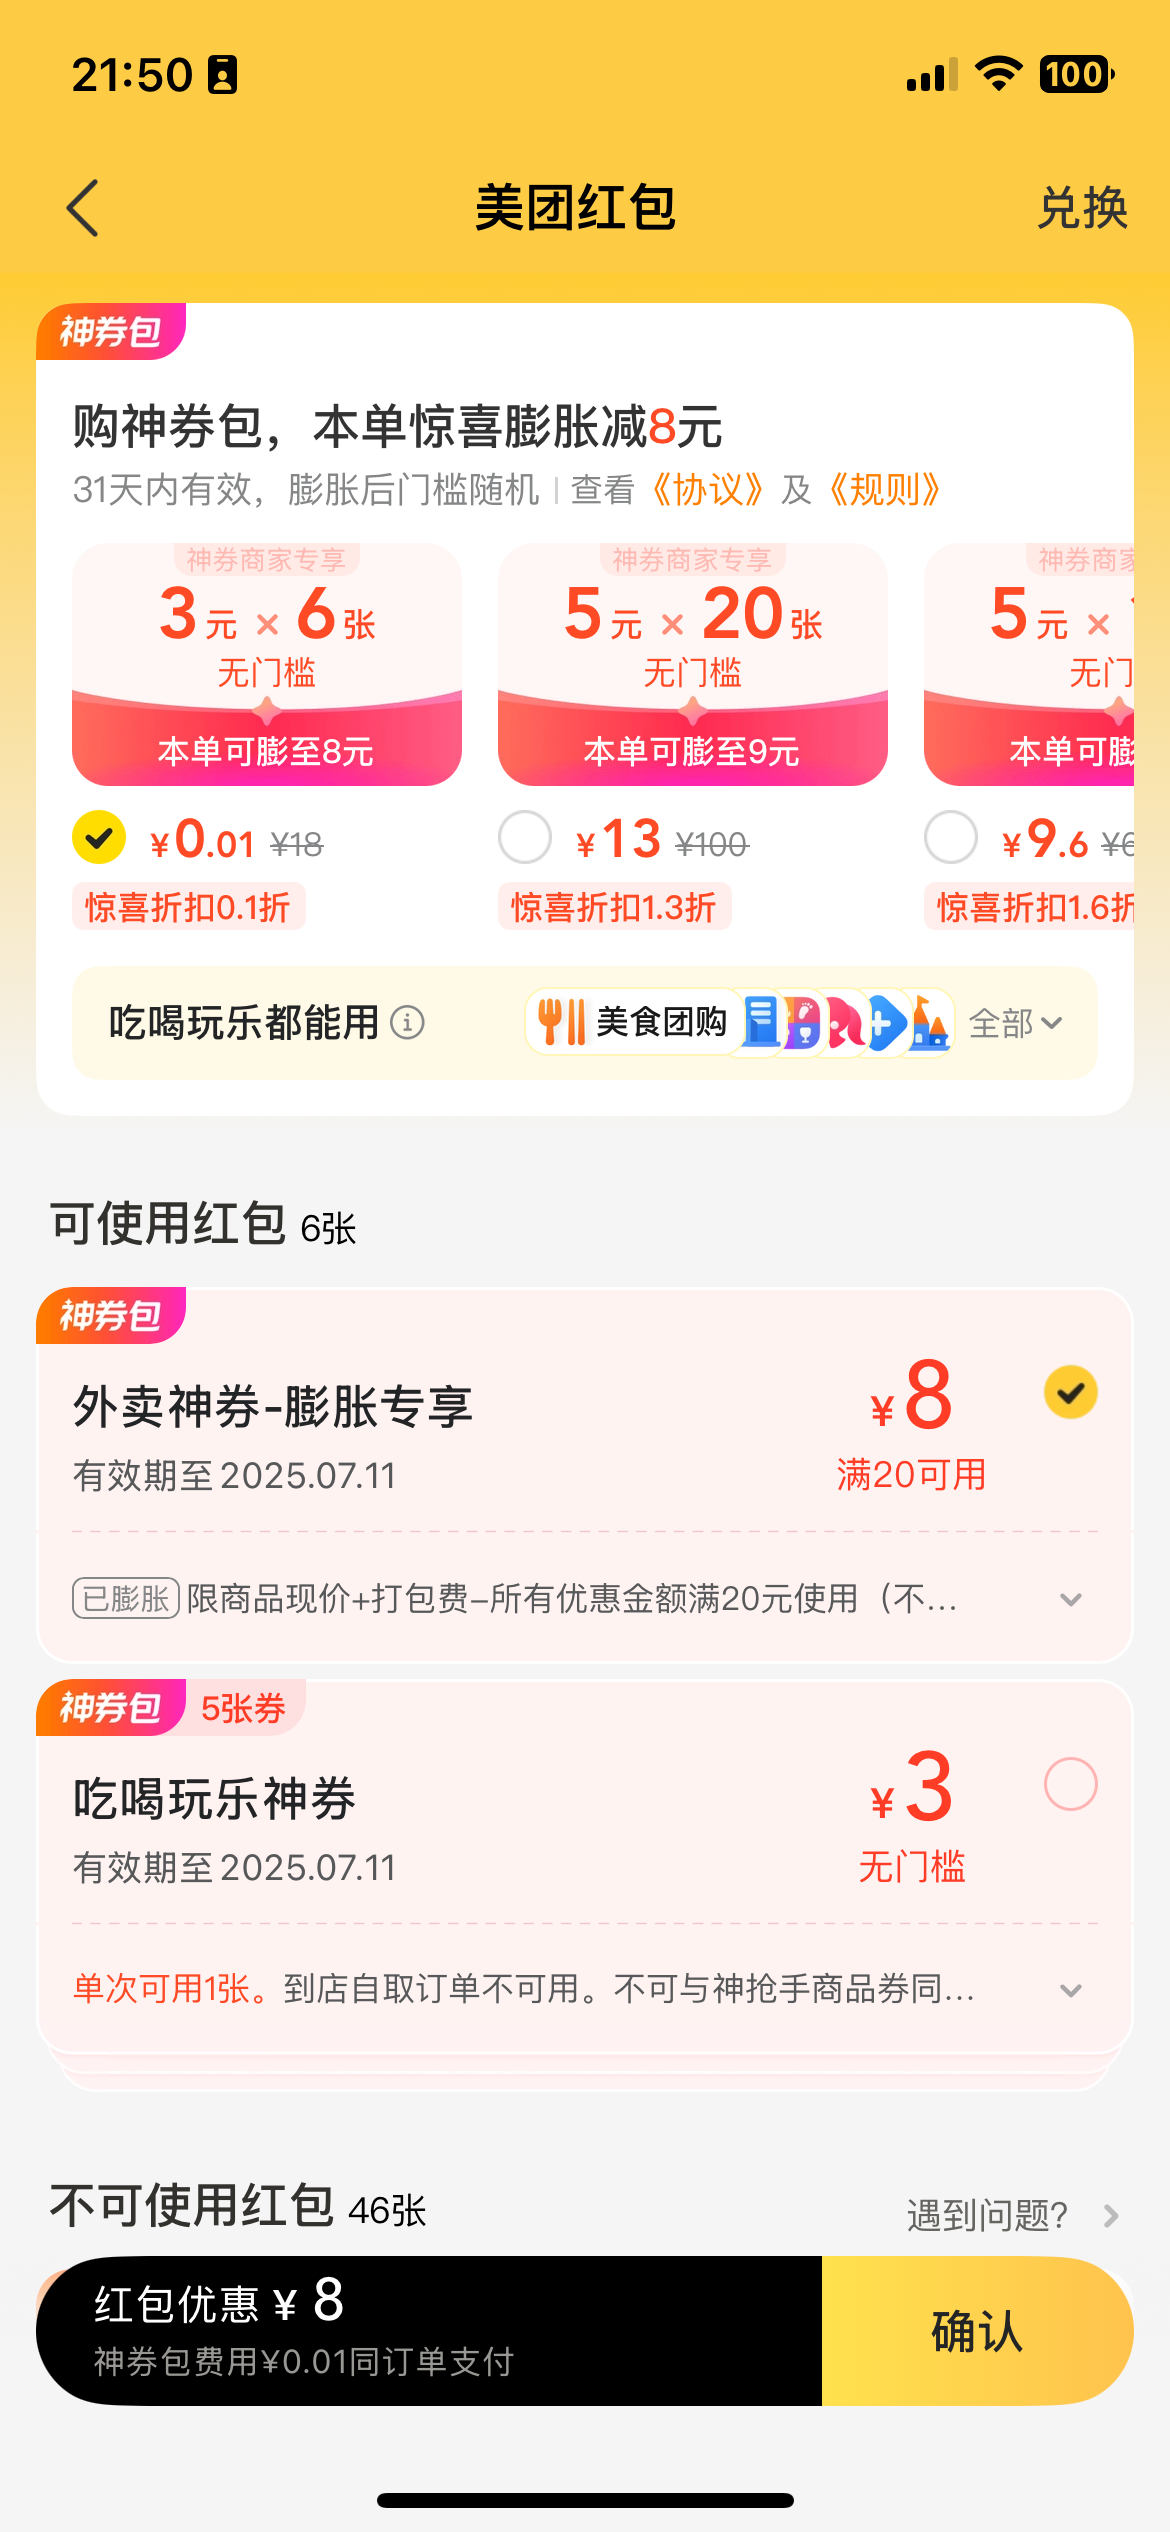 21:50
100
美团红包
兑换
神券包
购神券包，本单惊喜膨胀减8元
31天内有效，膨胀后门槛随机 | 查看《协议》及《规则》
神券商家专享
3元 × 6张
无门槛
本单可膨至8元
¥0.01 ¥18
惊喜折扣0.1折
神券商家专享
5元 × 20张
无门槛
本单可膨至9元
¥13 ¥100
惊喜折扣1.3折
神券商家
5元 ×
无门
本单可膨
¥9.6 ¥6
惊喜折扣1.6折
吃喝玩乐都能用
美食团购
全部
可使用红包 6张
神券包
外卖神券-膨胀专享
¥8
有效期至2025.07.11
满20可用
已膨胀 限商品现价+打包费-所有优惠金额满20元使用（不...
神券包 5张券
吃喝玩乐神券
¥3
有效期至2025.07.11
无门槛
单次可用1张。到店自取订单不可用。不可与神抢手商品券同...
不可使用红包 46张
遇到问题?
红包优惠 ¥ 8
神券包费用¥0.01同订单支付
确认